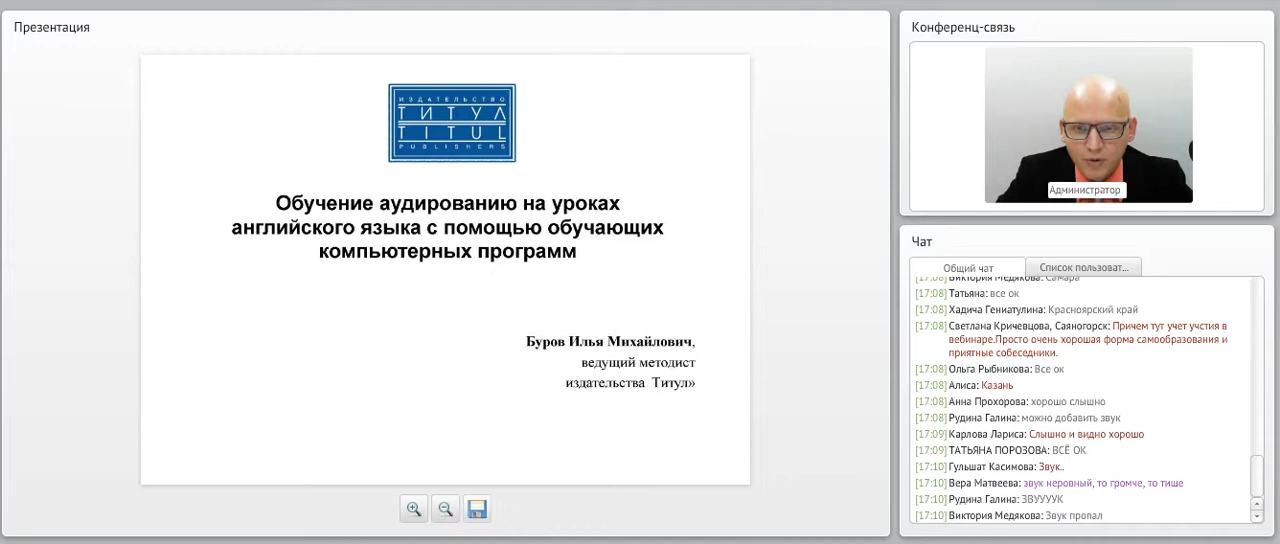 Презентация
ИЗДАТЕЛЬСТВО
ТИТУЛ
TITUL
PUBLISHERS
Обучение аудированию на уроках
английского языка с помощью обучающих
компьютерных программ
Буров Илья Михайлович,
ведущий методист
издательства Титул»
Конференц-связь
Администратор
Чат
Общий чат
Список пользоват...
[17:08] Виктория Медякова: Самара
[17:08] Татьяна: все ок
[17:08] Хадича Гениатулина: Красноярский край
[17:08] Светлана Кричевцова, Саяногорск: Причем тут учет учстия в
вебинаре.Просто очень хорошая форма самообразования и
приятные собеседники.
[17:08] Ольга Рыбникова: Все ок
[17:08] Алиса: Казань
[17:08] Анна Прохорова: хорошо слышно
[17:08] Рудина Галина: можно добавить звук
[17:09] Карлова Лариса: Слышно и видно хорошо
[17:09] ТАТЬЯНА ПОРОЗОВА: ВСЁ ОК
[17:10] Гульшат Касимова: Звук..
[17:10] Вера Матвеева: звук неровный, то громче, то тише
[17:10] Рудина Галина: ЗВУУУУК
[17:10] Виктория Медякова: Звук пропал